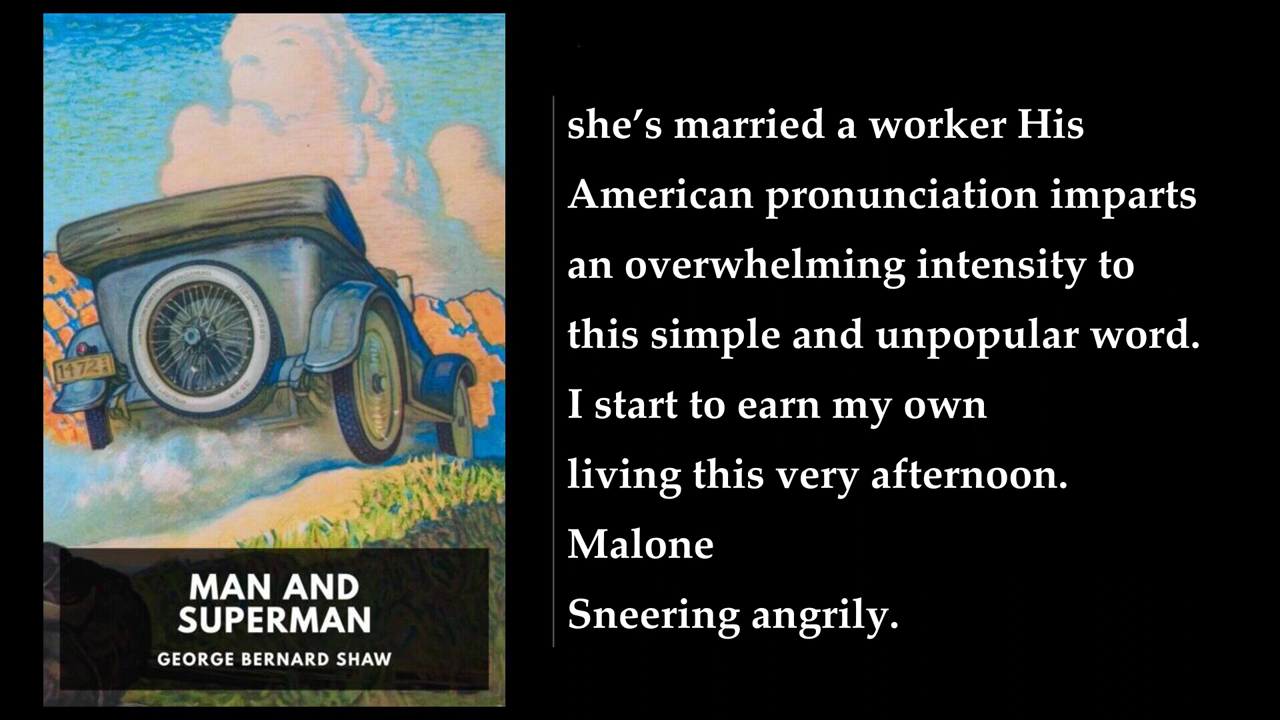 she’s married a worker His
American pronunciation imparts
an overwhelming intensity to
this simple and unpopular word.
I start to earn my own
living this very afternoon.
Malone
Sneering angrily.
1472
MAN AND
SUPERMAN
GEORGE BERNARD SHAW